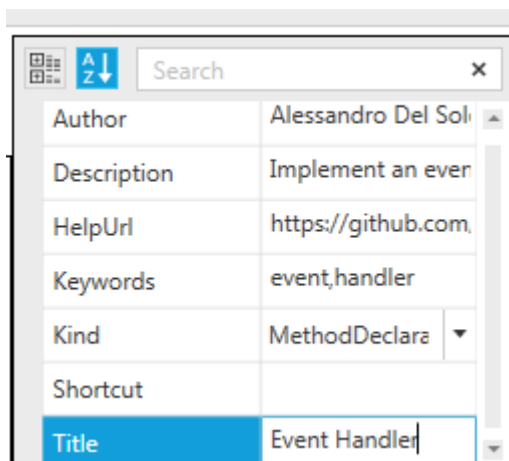 A Z Search
Author Alessandro Del Sol
Description Implement an even
HelpUrl https://github.com,
Keywords event,handler
Kind MethodDeclara
Shortcut
Title Event Handler